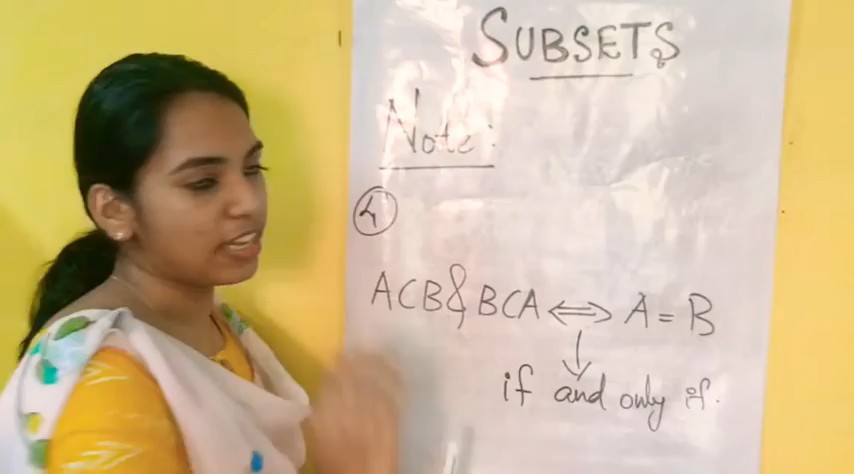 SUBSETS
Note:
4
A⊂B & B⊂A ⟺ A = B
↓
if and only if.